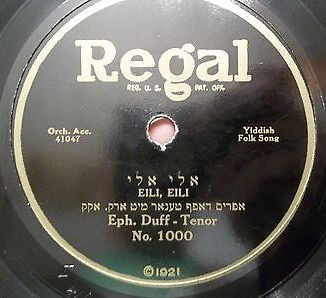 Regal
REG. U. S. PAT. OFF.
Orch. Acc.
41047
Yiddish
Folk Song
אלי אלי
EILI, EILI
אפרים דאפף טענאר מיט ארק. אקק
Eph. Duff - Tenor
No. 1000
©1921